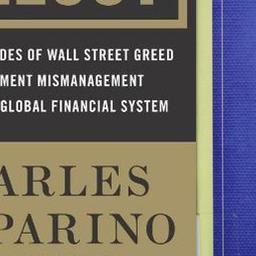 DES OF WALL STREET GREED
MENT MISMANAGEMENT
GLOBAL FINANCIAL SYSTEM
ARLES
PARINO